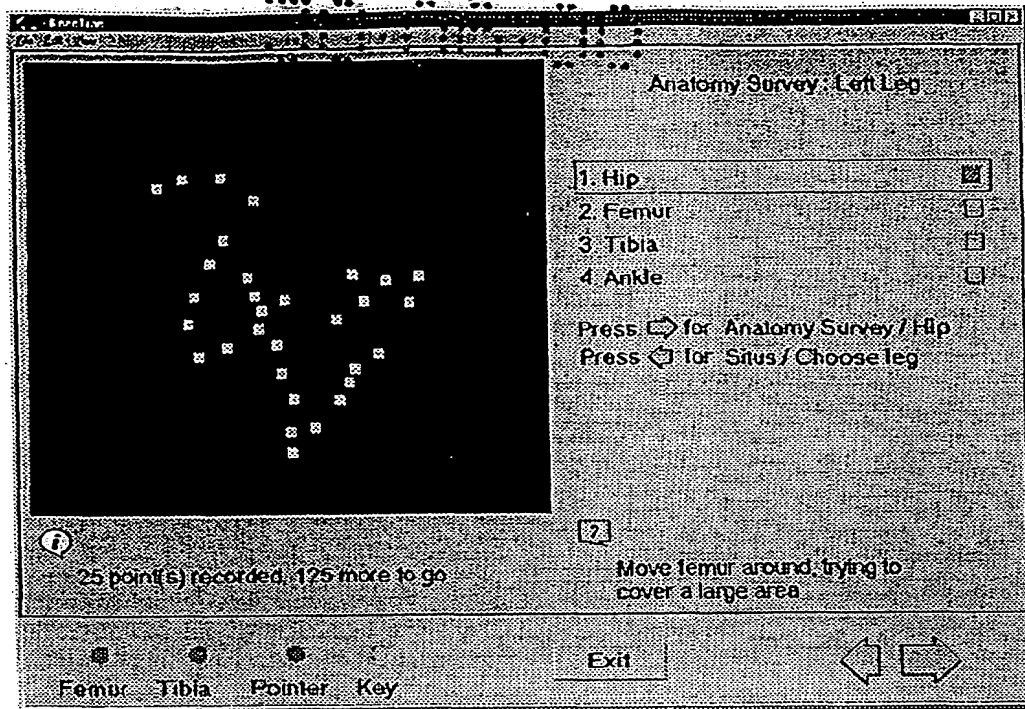 Anatomy Survey : Left Leg
1. Hip
2. Femur
3 Tibia
4. Ankle
Press for Anatomy Survey / Hip
Press for Situs / Choose leg
i
25 point(s) recorded, 125 more to go
?
Move femur around, trying to
cover a large area
Femur Tibia Pointer Key
Exit